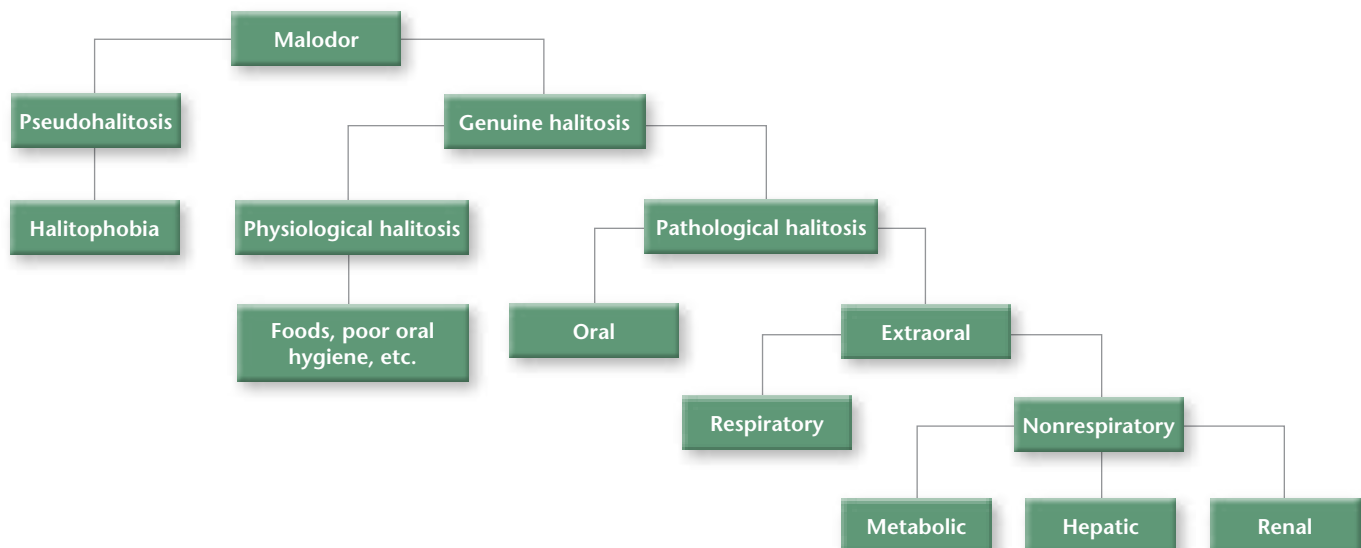 Malodor
Pseudohalitosis
Genuine halitosis
Halitophobia
Physiological halitosis
Pathological halitosis
Foods, poor oral
hygiene, etc.
Oral
Extraoral
Respiratory
Nonrespiratory
Metabolic
Hepatic
Renal